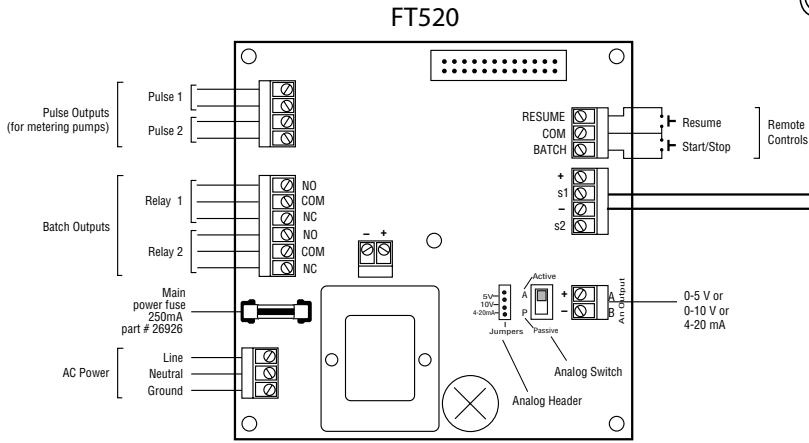 FT520
Pulse Outputs
(for metering pumps)
Pulse 1
Pulse 2
Batch Outputs
Relay 1
Relay 2
NO
COM
NC
NO
COM
NC
Main
power fuse
250mA
part # 26926
AC Power
Line
Neutral
Ground
– +
RESUME
COM
BATCH
Resume
Start/Stop
Remote
Controls
+
s1
–
s2
Active
5V
10V
4-20mA
A
P
Jumpers
Passive
+
–
A
B
An Output
0-5 V or
0-10 V or
4-20 mA
Analog Switch
Analog Header